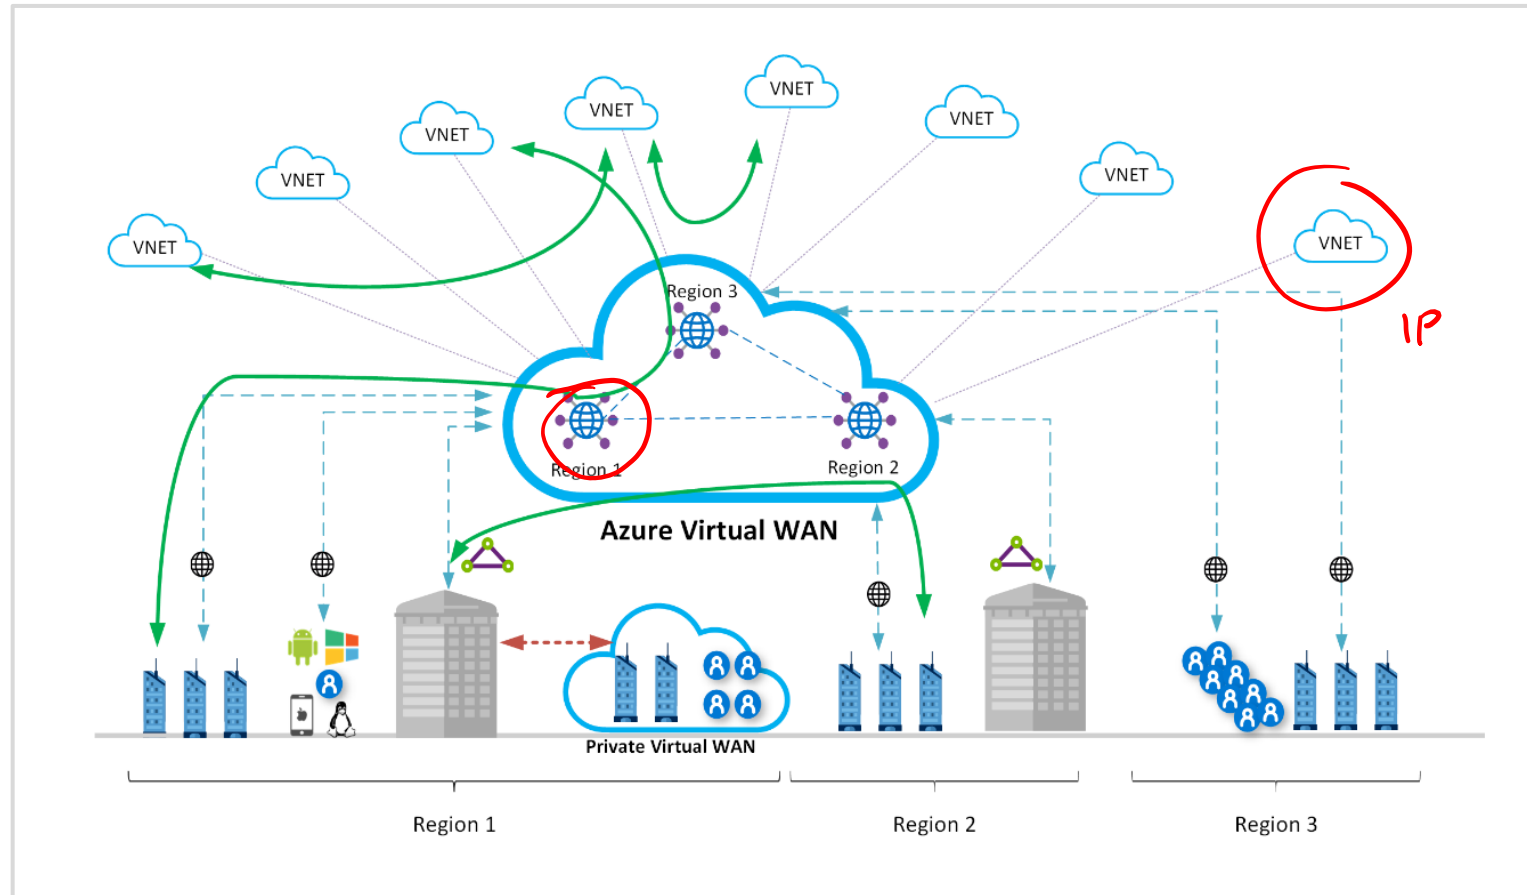 VNET
VNET
VNET
VNET
VNET
VNET
VNET
VNET
IP
Region 3
Region 1
Region 2
Azure Virtual WAN
Private Virtual WAN
Region 1
Region 2
Region 3